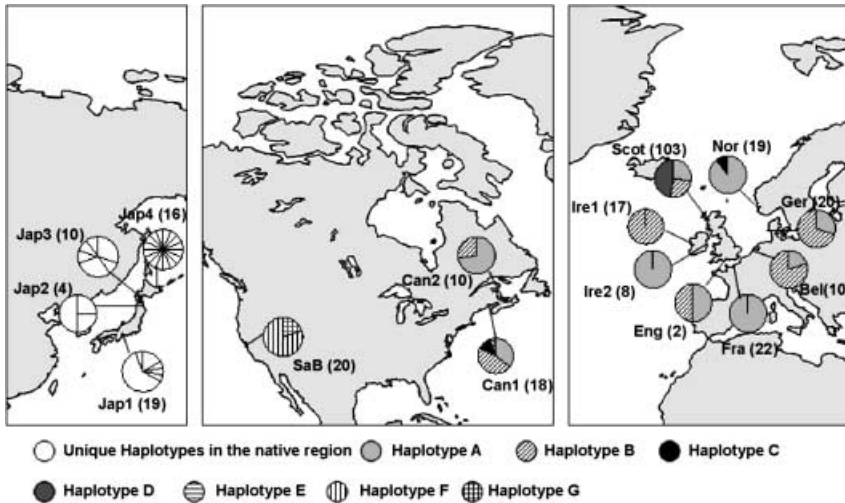 Scot (103) Nor (19)
Jap4 (16)
Jap3 (10)
Ire1 (17)
Ger (20)
Jap2 (4)
Can2 (10)
Ire2 (8)
Bel(10
Eng (2)
SaB (20)
Fra (22)
Can1 (18)
Jap1 (19)
Unique Haplotypes in the native region Haplotype A Haplotype B Haplotype C
Haplotype D Haplotype E Haplotype F Haplotype G